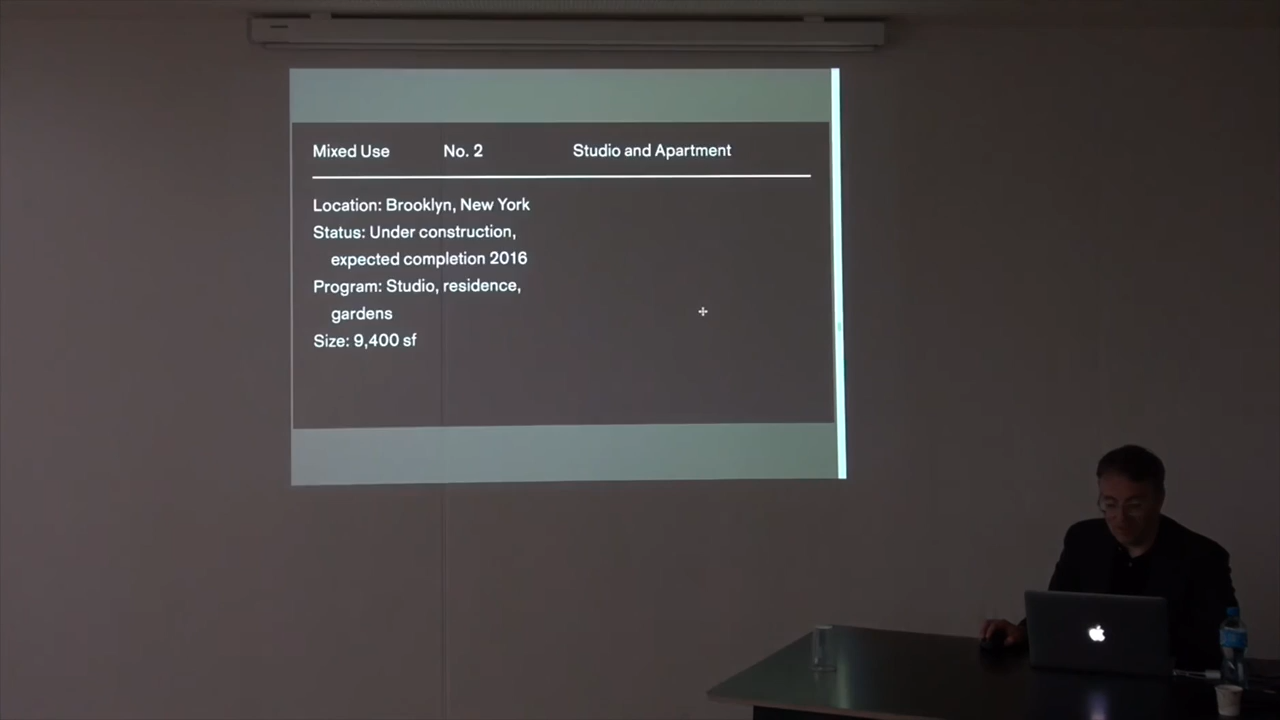 Mixed Use No. 2 Studio and Apartment
Location: Brooklyn, New York
Status: Under construction,
expected completion 2016
Program: Studio, residence,
gardens
Size: 9,400 sf